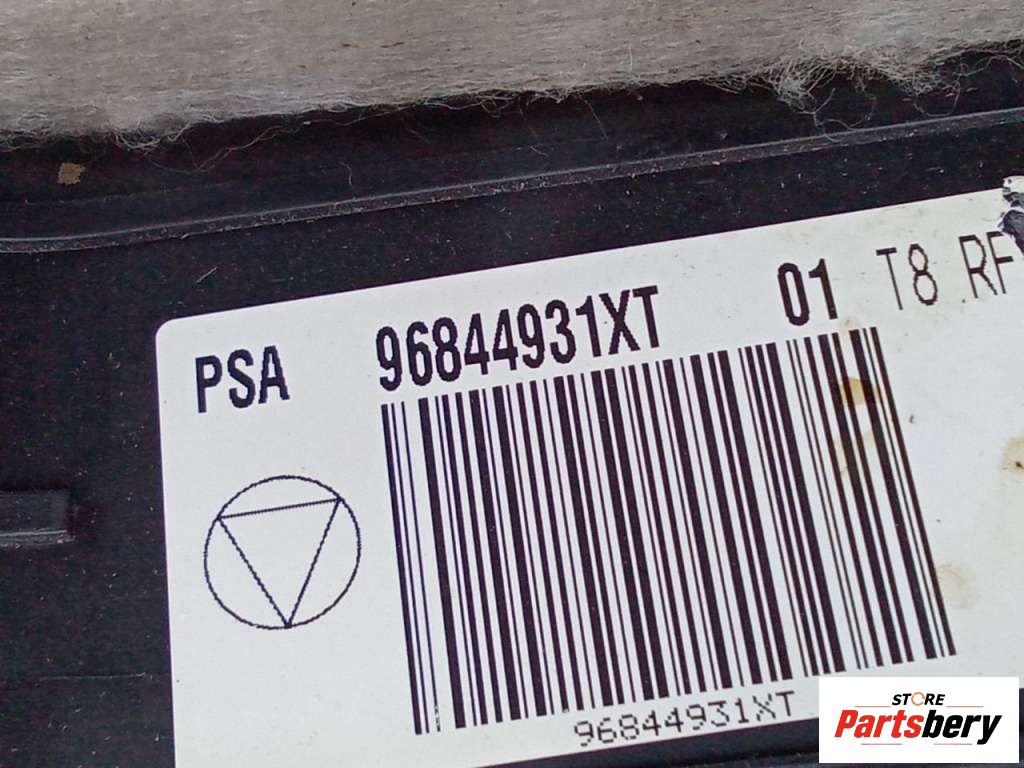 PSA 96844931XT 01 T8 RF
96844931XT
STORE
Partsbery